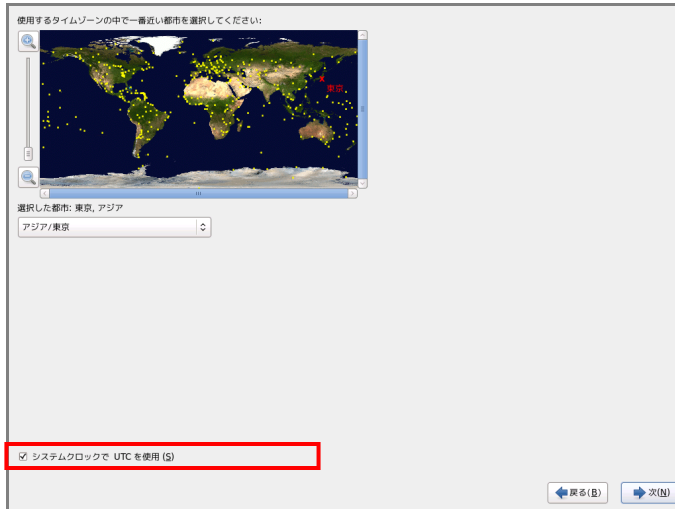 使用するタイムゾーンの中で一番近い都市を選択してください:
東京
選択した都市: 東京, アジア
アジア/東京
システムクロックで UTC を使用 (S)
戻る(B)
次(N)